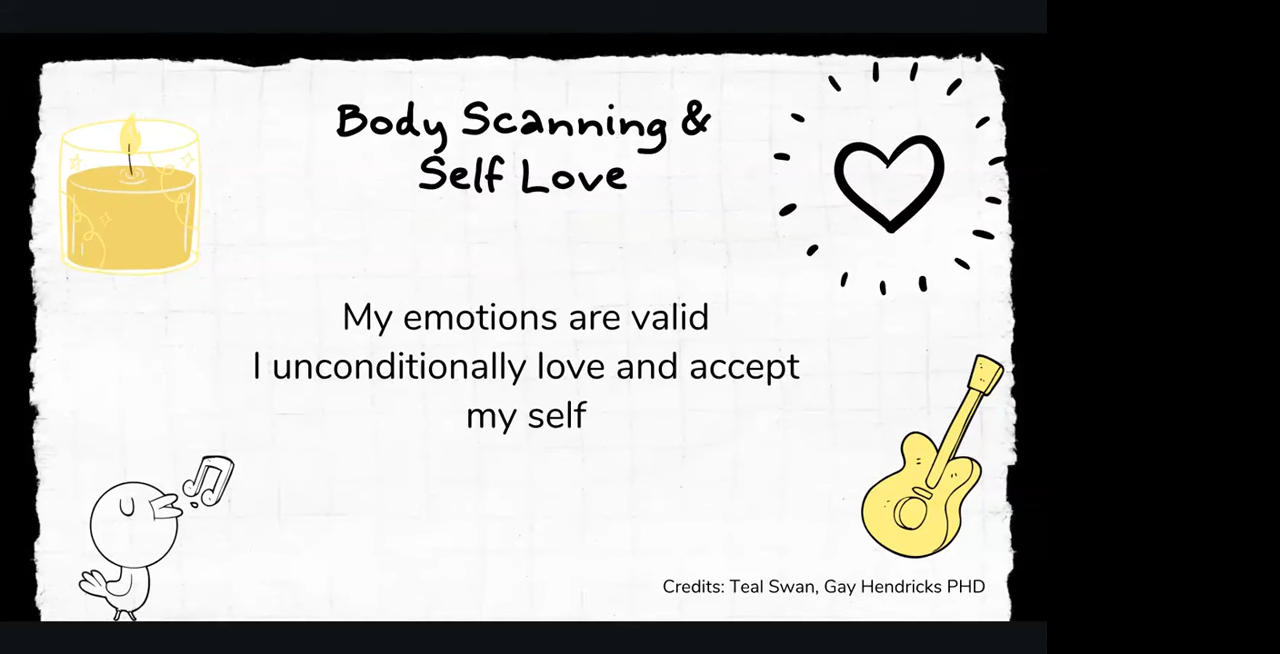 Body Scanning &
Self Love
My emotions are valid
I unconditionally love and accept
my self
Credits: Teal Swan, Gay Hendricks PHD